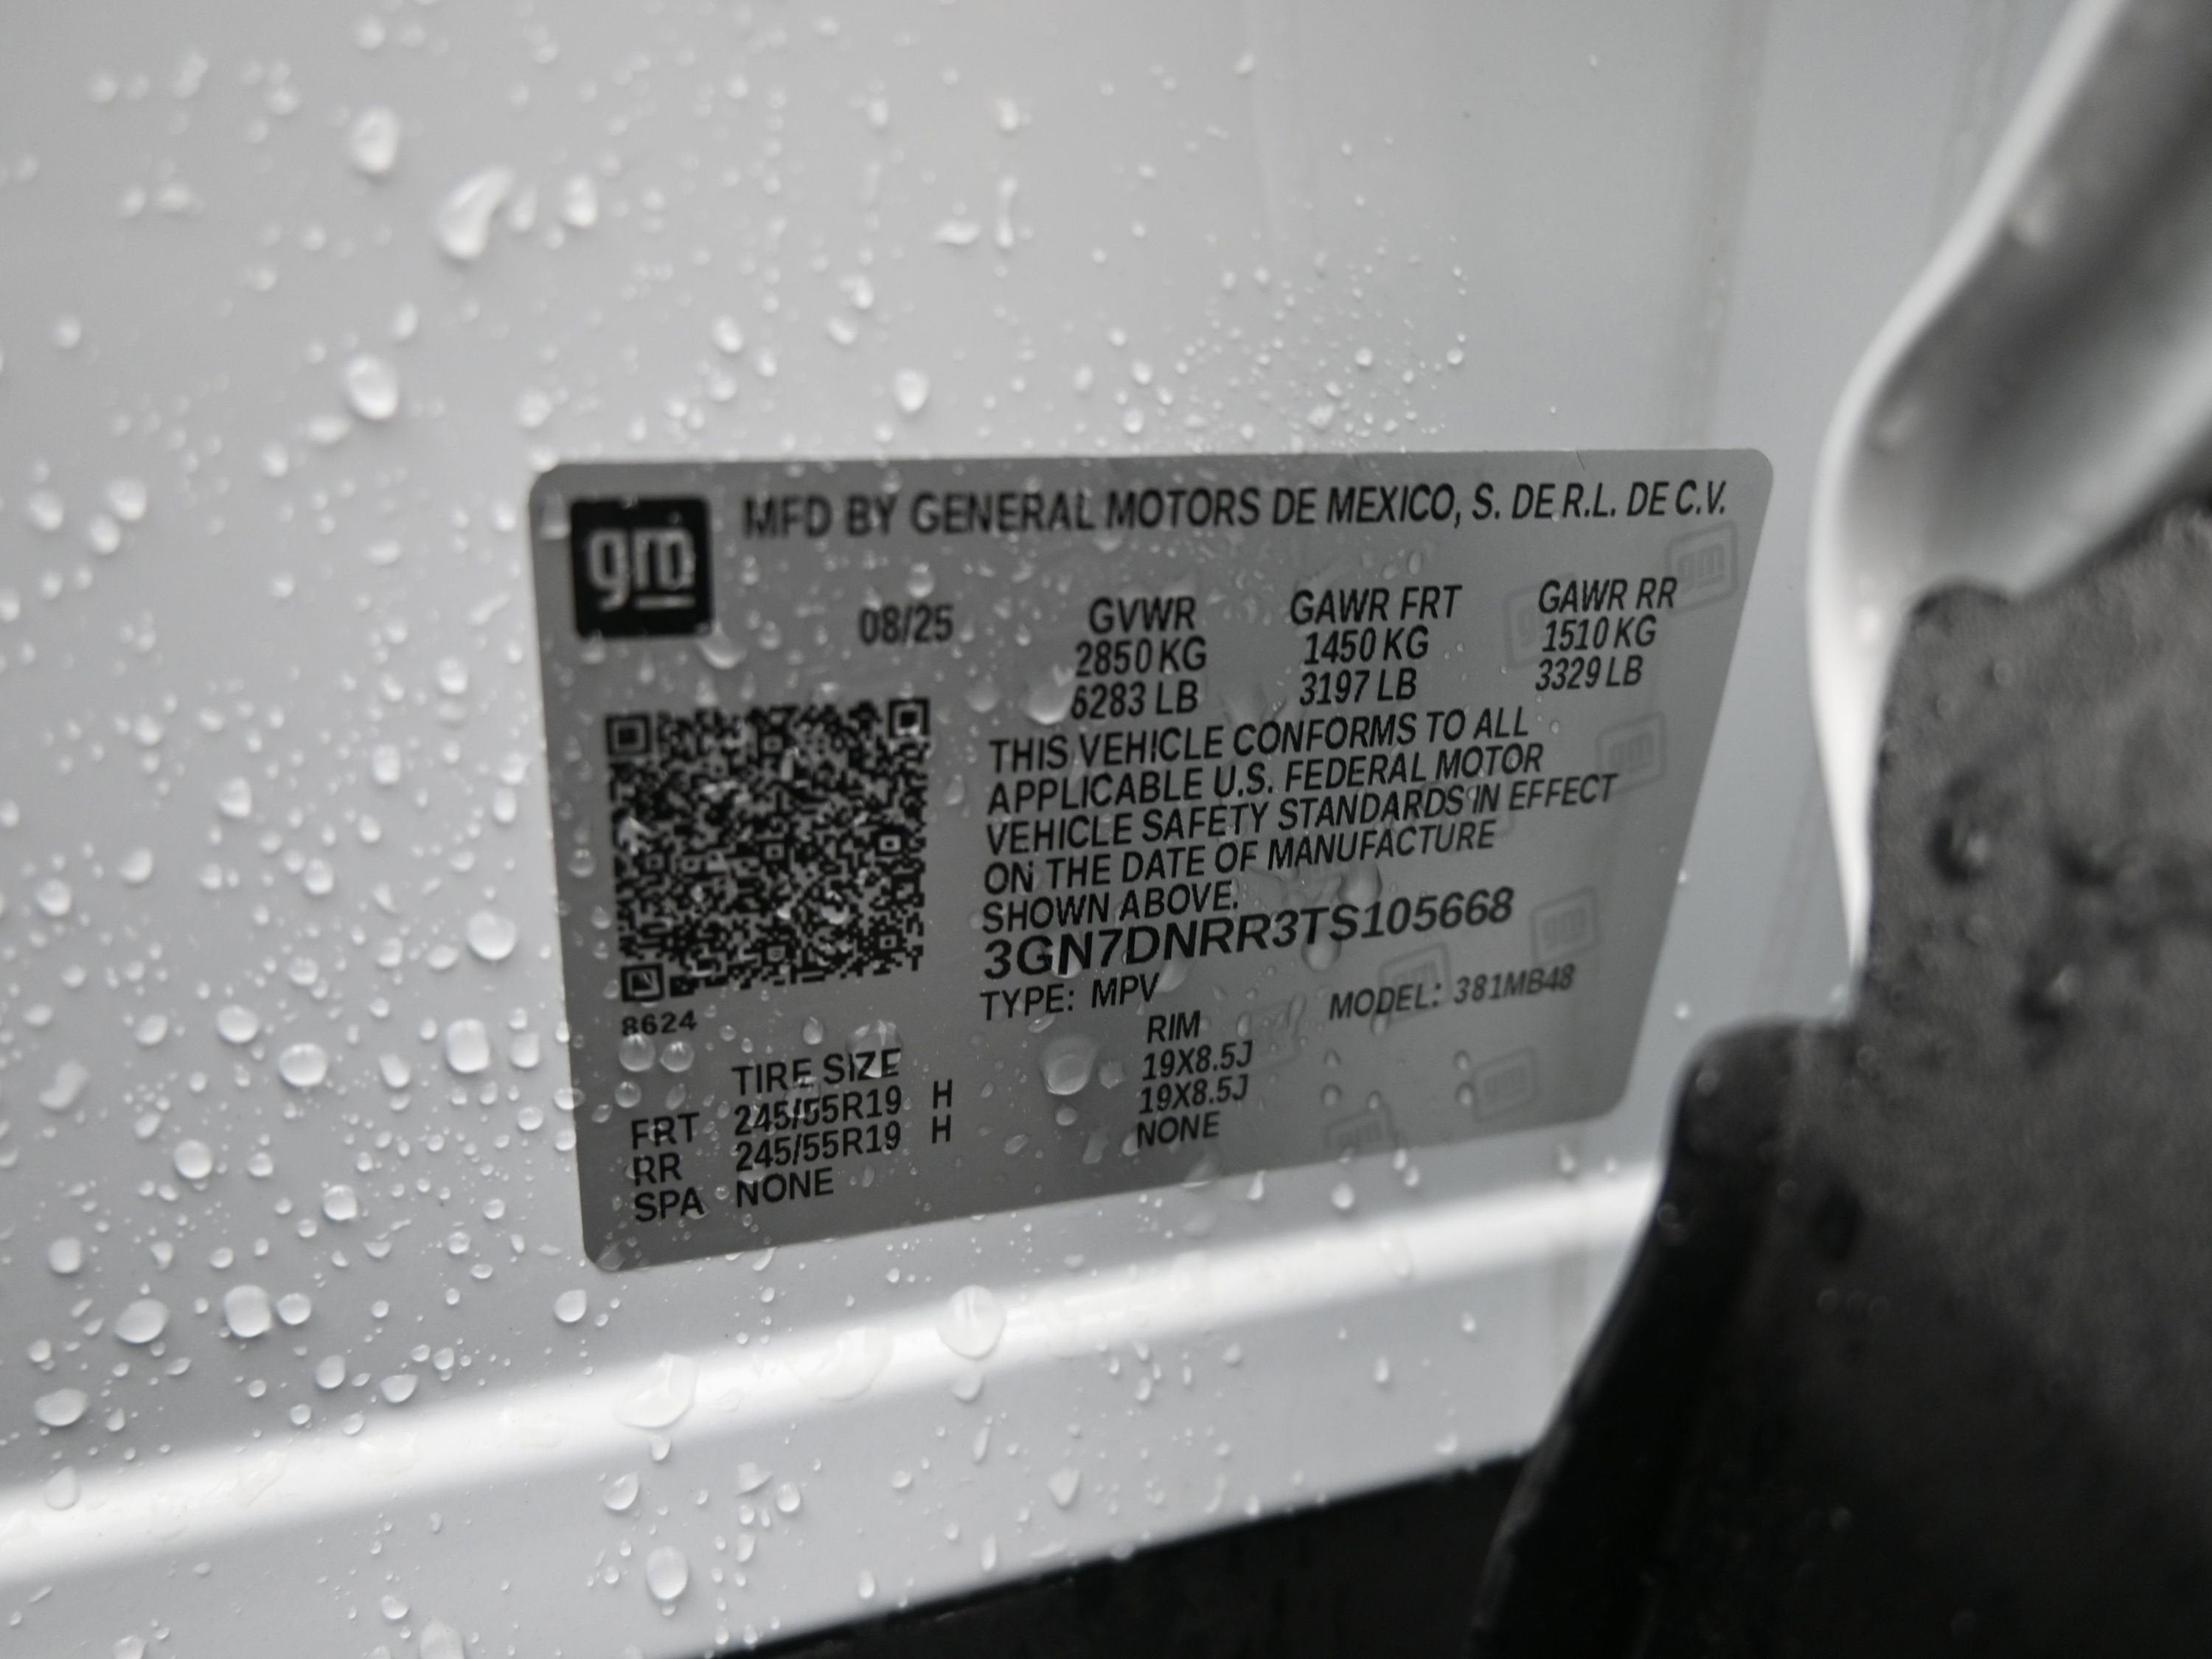 gm
MFD BY GENERAL MOTORS DE MEXICO, S. DE R.L. DE C.V.
08/25
GVWR GAWR FRT GAWR RR
2850 KG 1450 KG 1510 KG
6283 LB 3197 LB 3329 LB
THIS VEHICLE CONFORMS TO ALL
APPLICABLE U.S. FEDERAL MOTOR
VEHICLE SAFETY STANDARDS IN EFFECT
ON THE DATE OF MANUFACTURE
SHOWN ABOVE.
3GN7DNRR3TS105668
TYPE: MPV MODEL: 381MB48
8624
TIRE SIZE RIM
FRT 245/55R19 H 19X8.5J
RR 245/55R19 H 19X8.5J
SPA NONE NONE